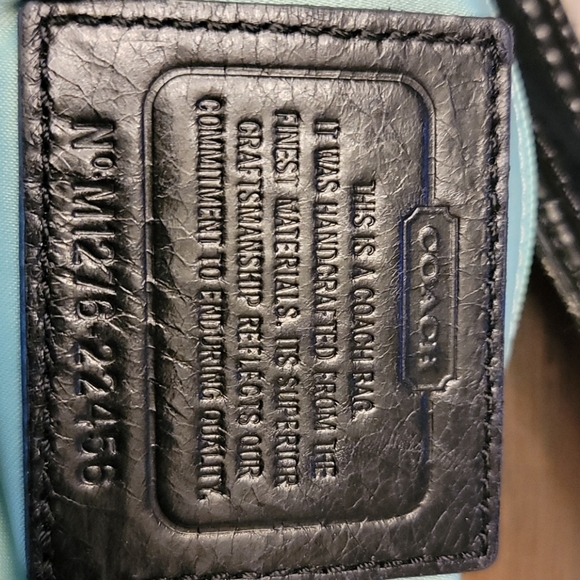 COACH
THIS IS A COACH BAG.
IT WAS HANDCRAFTED FROM THE
FINEST MATERIALS. ITS SUPERIOR
CRAFTSMANSHIP REFLECTS OUR
COMMITMENT TO ENDURING QUALITY.
Nº M1276-22456